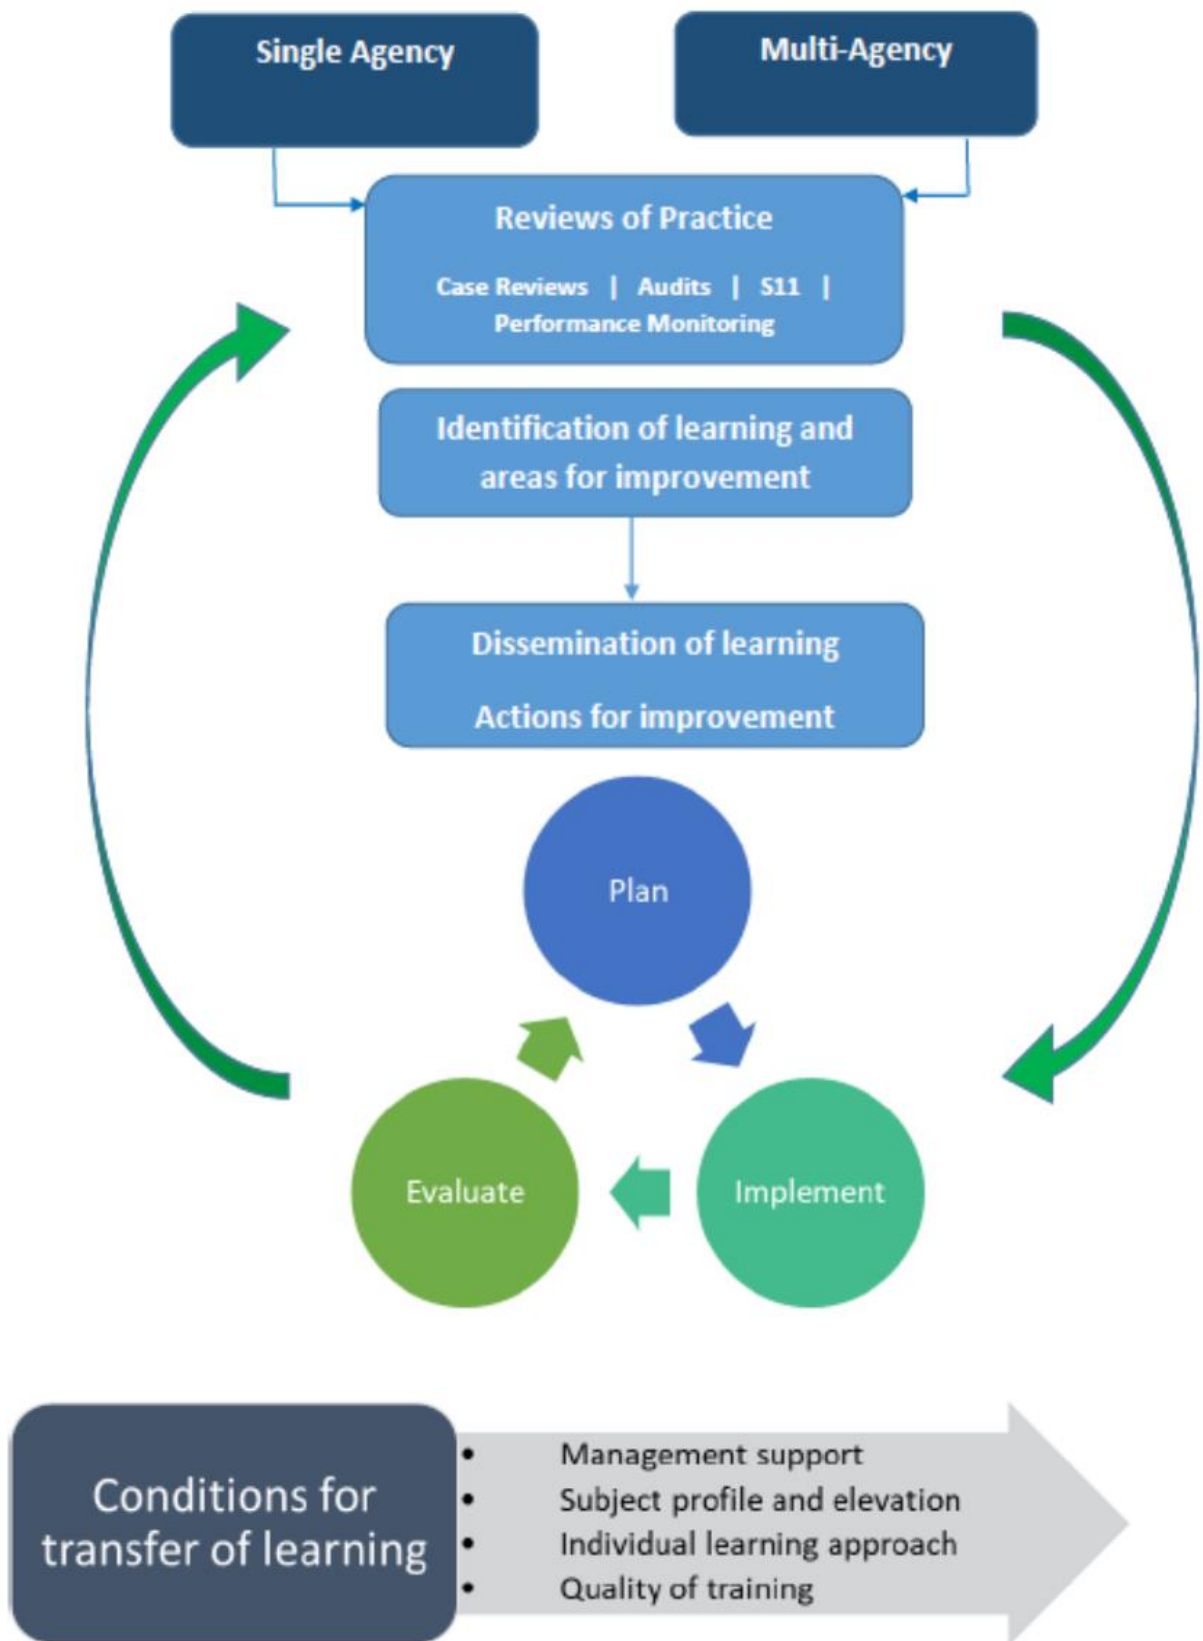 Single Agency
Multi-Agency
Reviews of Practice
Case Reviews | Audits | S11 |
Performance Monitoring
Identification of learning and
areas for improvement
Dissemination of learning
Actions for improvement
Plan
Evaluate
Implement
Conditions for
transfer of learning
• Management support
• Subject profile and elevation
• Individual learning approach
• Quality of training